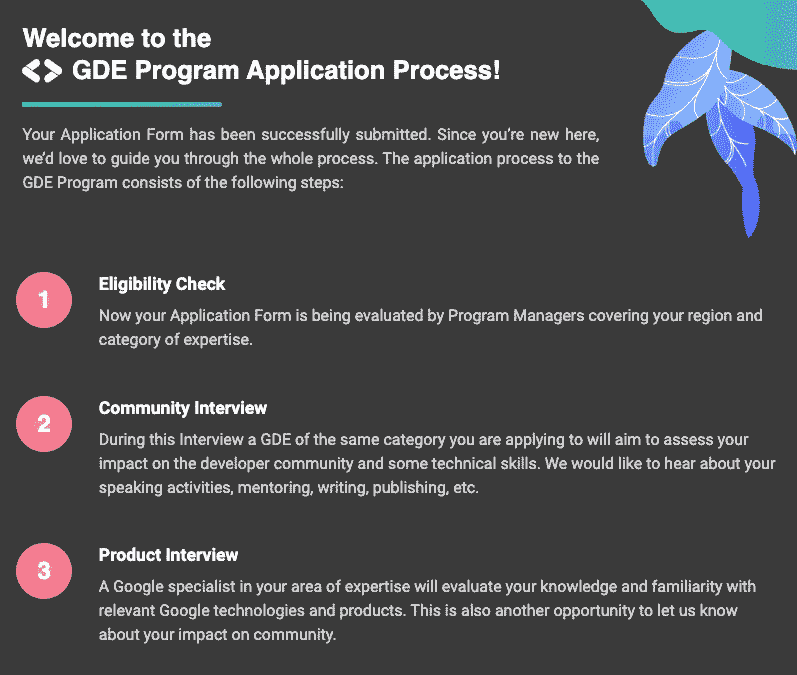 Welcome to the
<> GDE Program Application Process!
Your Application Form has been successfully submitted. Since you're new here,
we'd love to guide you through the whole process. The application process to the
GDE Program consists of the following steps:
1
Eligibility Check
Now your Application Form is being evaluated by Program Managers covering your region and
category of expertise.
2
Community Interview
During this Interview a GDE of the same category you are applying to will aim to assess your
impact on the developer community and some technical skills. We would like to hear about your
speaking activities, mentoring, writing, publishing, etc.
3
Product Interview
A Google specialist in your area of expertise will evaluate your knowledge and familiarity with
relevant Google technologies and products. This is also another opportunity to let us know
about your impact on community.